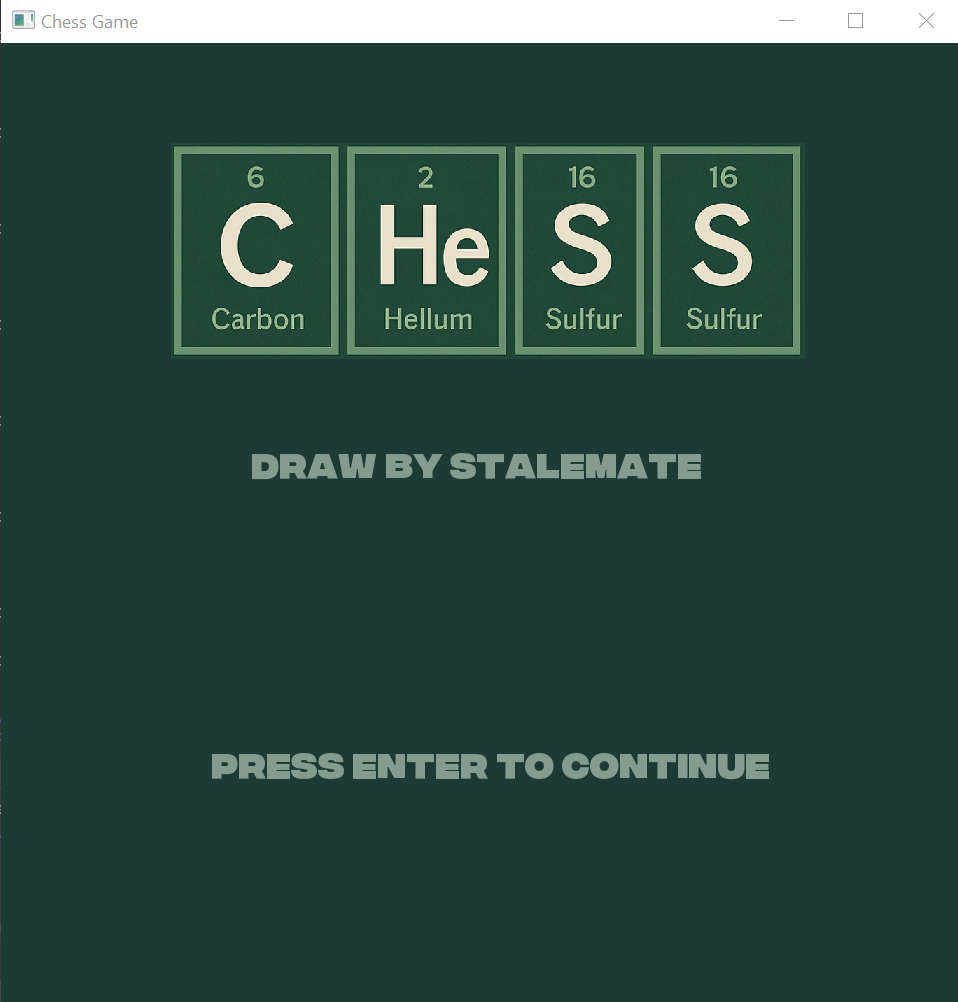 Chess Game
6 2 16 16
C He S S
Carbon Hellum Sulfur Sulfur
DRAW BY STALEMATE
PRESS ENTER TO CONTINUE